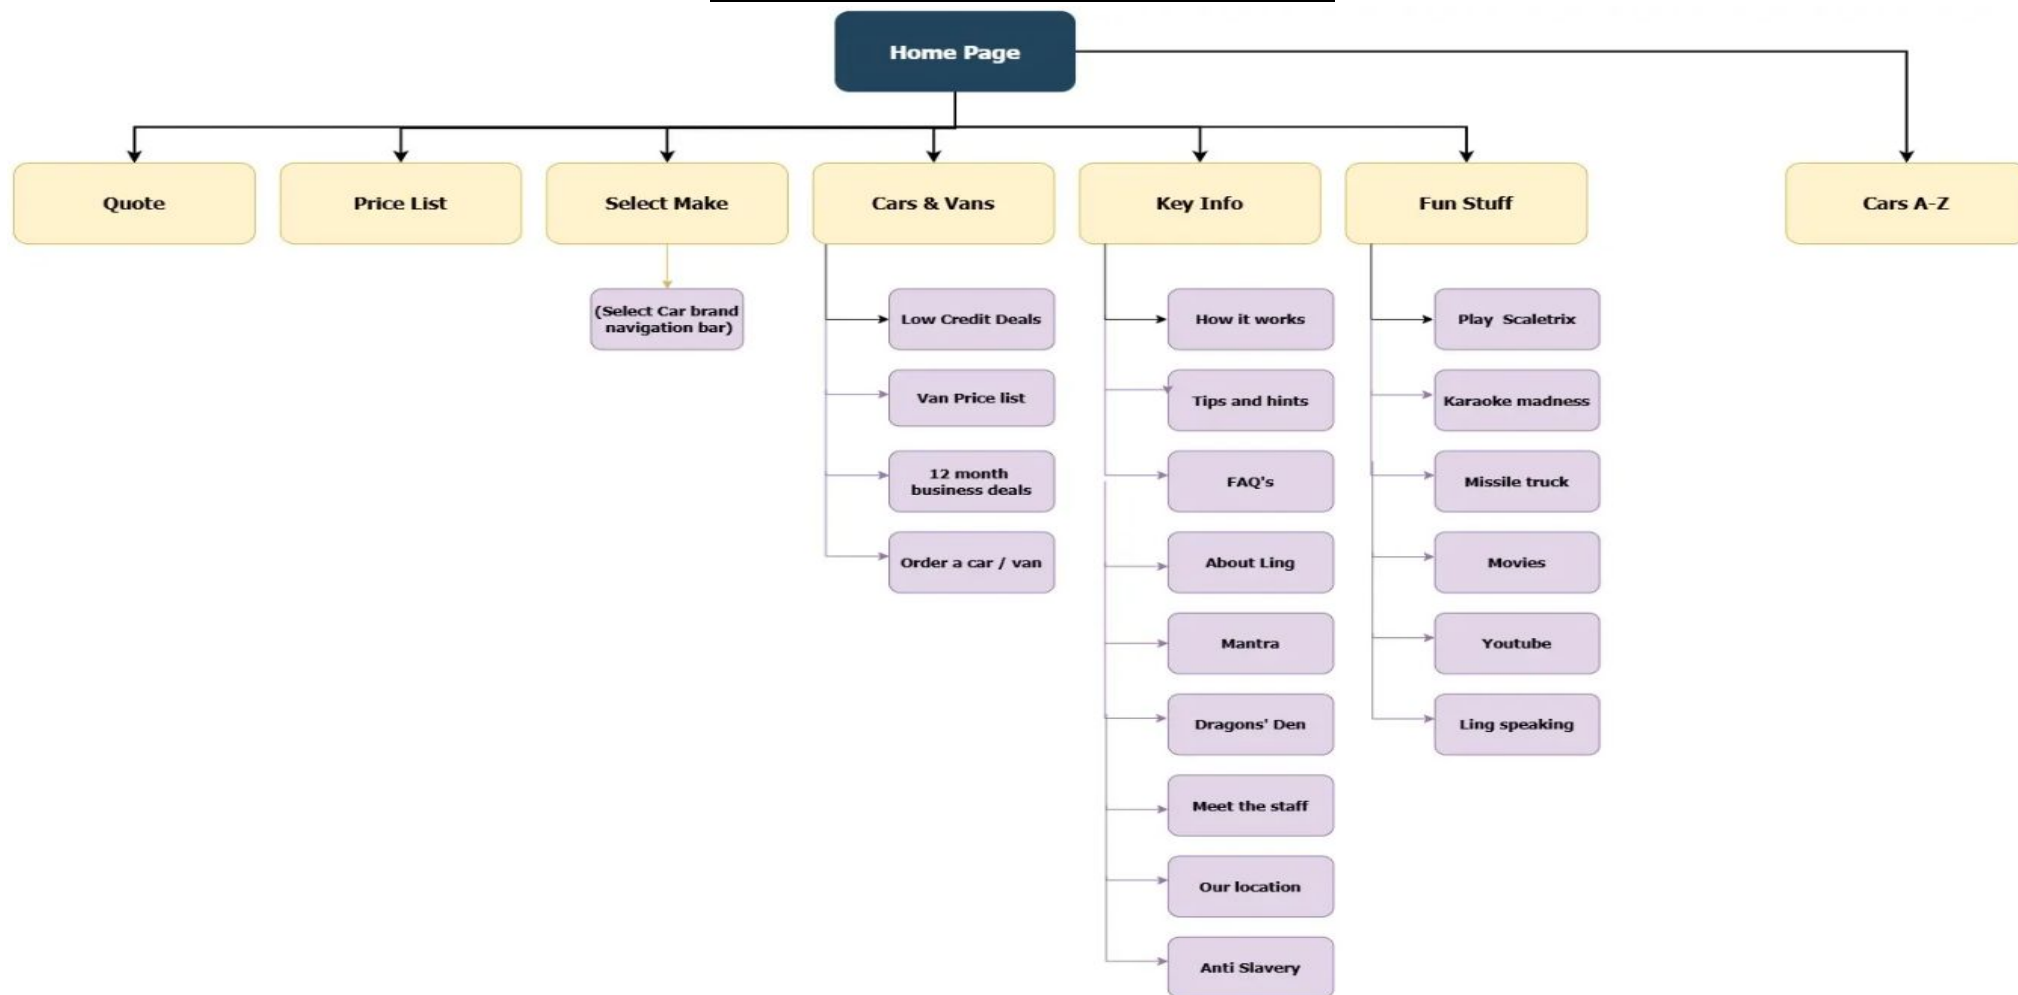 Home Page
Quote
Price List
Select Make
Cars & Vans
Key Info
Fun Stuff
Cars A-Z
(Select Car brand
navigation bar)
Low Credit Deals
Van Price list
12 month
business deals
Order a car / van
How it works
Tips and hints
FAQ's
About Ling
Mantra
Dragons' Den
Meet the staff
Our location
Anti Slavery
Play Scaletrix
Karaoke madness
Missile truck
Movies
Youtube
Ling speaking